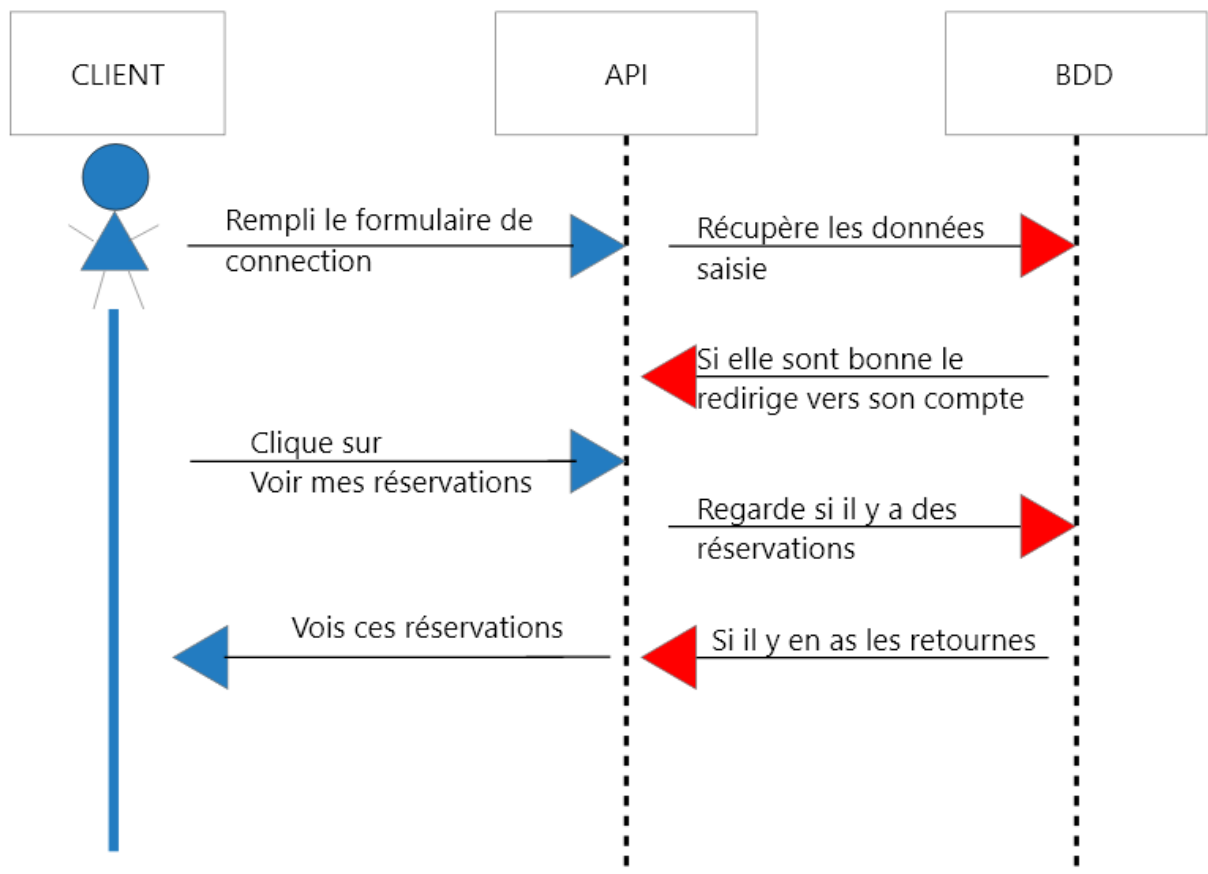 CLIENT
API
BDD
Rempli le formulaire de
connection
Récupère les données
saisie
Si elle sont bonne le
redirige vers son compte
Clique sur
Voir mes réservations
Regarde si il y a des
réservations
Vois ces réservations
Si il y en as les retournes